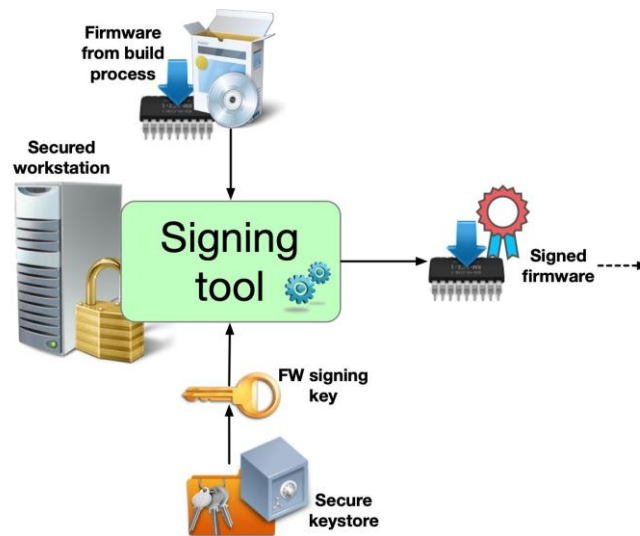 Firmware
from build
process
Secured
workstation
Signing
tool
Signed
firmware
FW signing
key
Secure
keystore